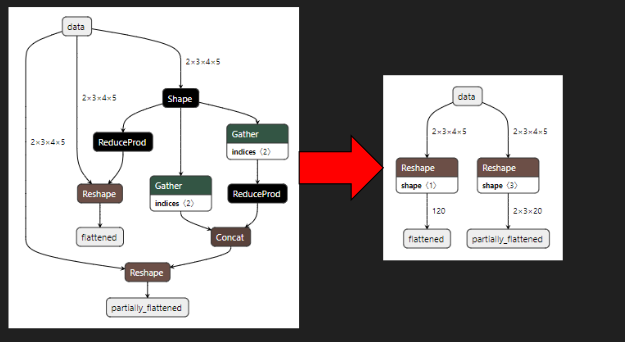 data
2×3×4×5
2×3×4×5
2×3×4×5
Shape
ReduceProd
Gather
indices ⟨2⟩
Gather
indices ⟨2⟩
ReduceProd
Reshape
flattened
Concat
Reshape
partially_flattened
data
2×3×4×5
2×3×4×5
Reshape
shape ⟨1⟩
Reshape
shape ⟨3⟩
120
2×3×20
flattened
partially_flattened